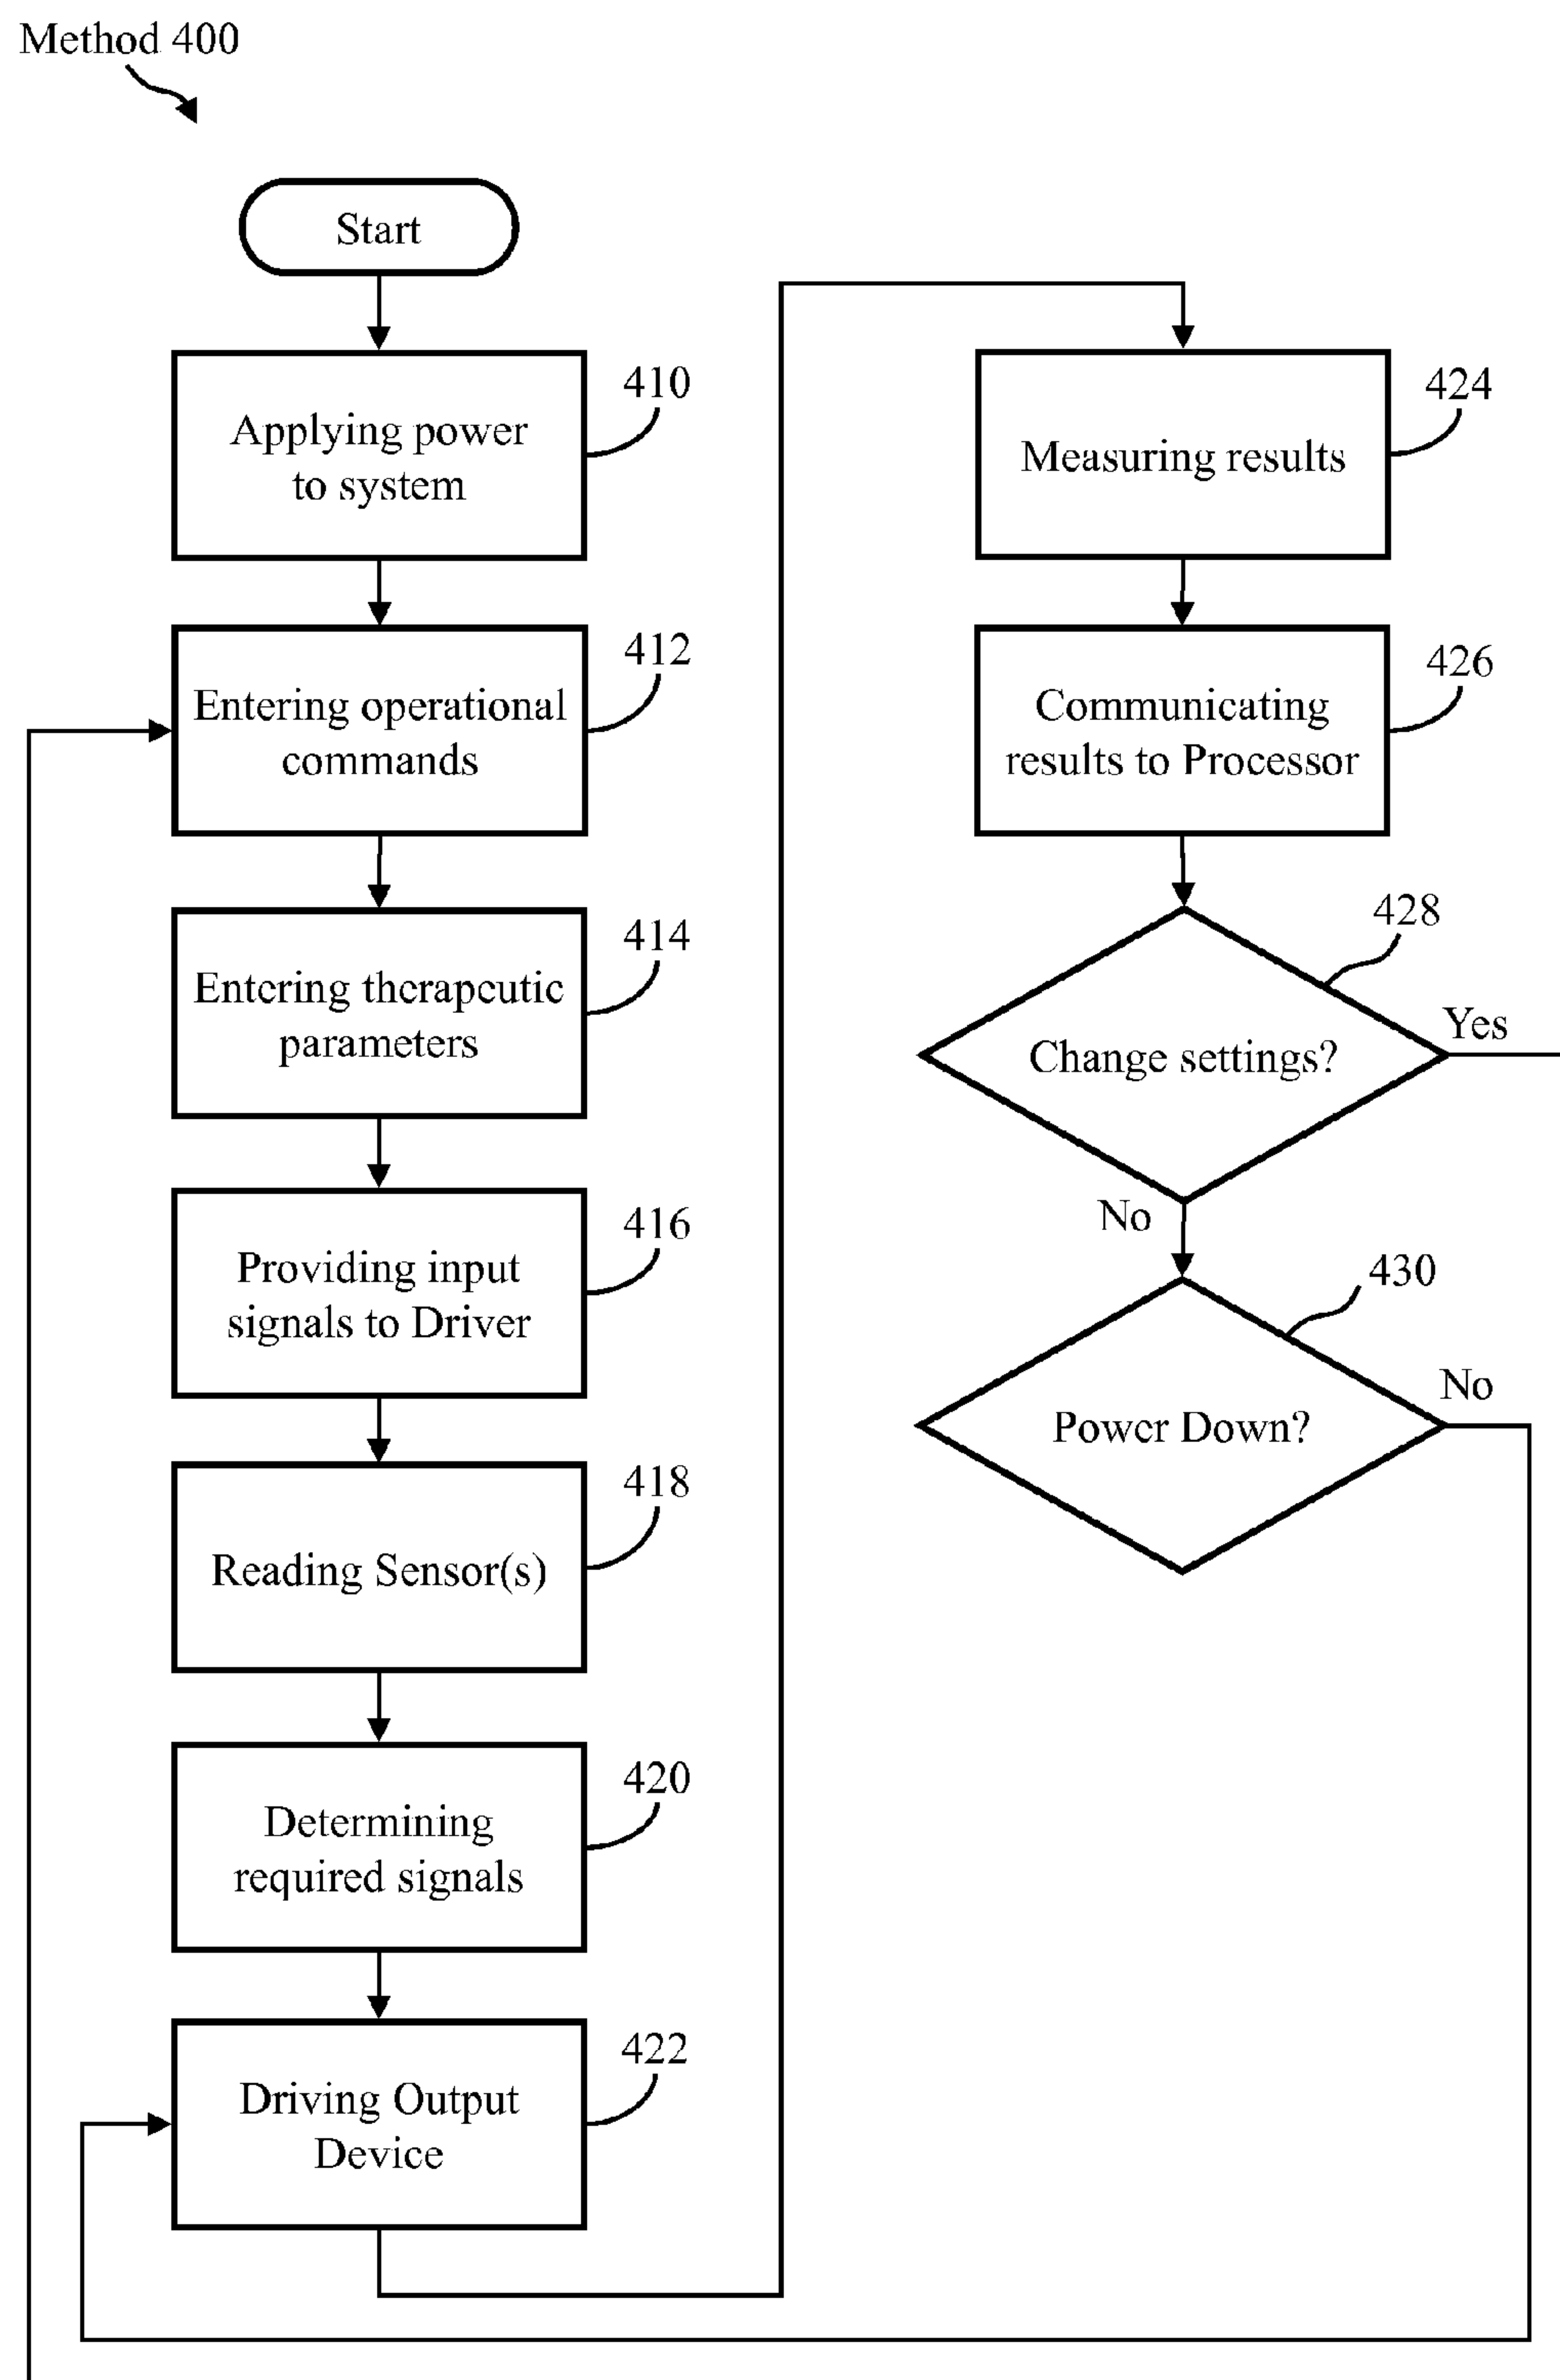 Method 400
Start
Applying power
to system
410
Entering operational
commands
412
Entering therapeutic
parameters
414
Providing input
signals to Driver
416
Reading Sensor(s)
418
Determining
required signals
420
Driving Output
Device
422
Measuring results
424
Communicating
results to Processor
426
Change settings?
428
Yes
No
Power Down?
430
No